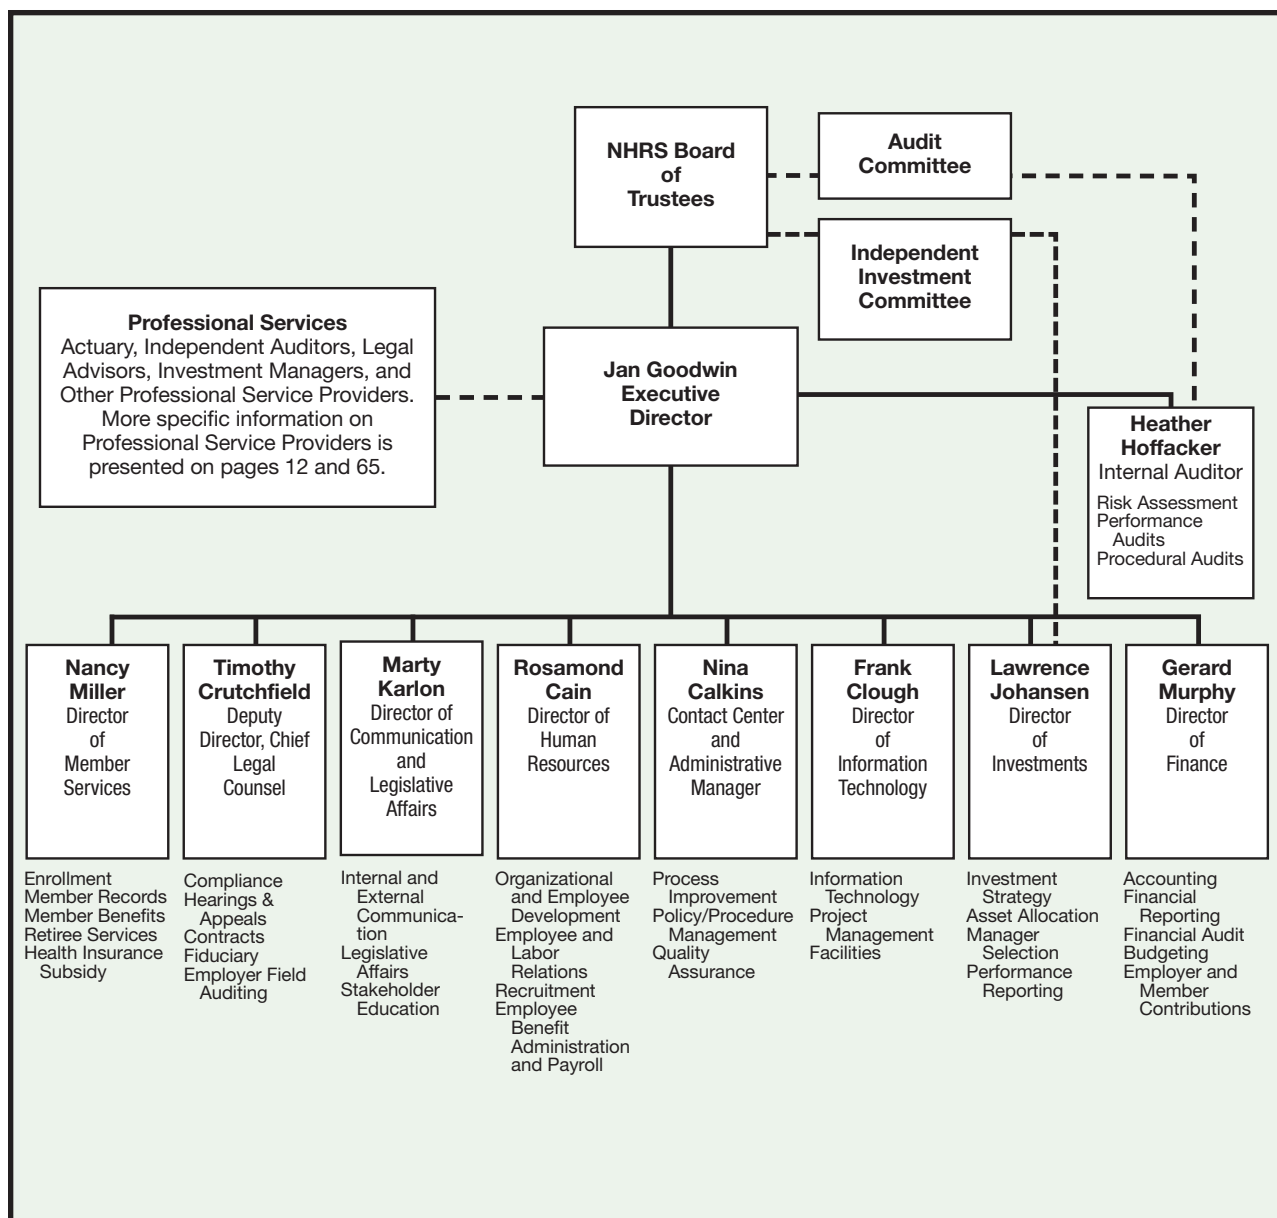 NHRS Board
of
Trustees
Audit
Committee
Independent
Investment
Committee
Professional Services
Actuary, Independent Auditors, Legal
Advisors, Investment Managers, and
Other Professional Service Providers.
More specific information on
Professional Service Providers is
presented on pages 12 and 65.
Jan Goodwin
Executive
Director
Heather
Hoffacker
Internal Auditor
Risk Assessment
Performance
Audits
Procedural Audits
Nancy
Miller
Director
of
Member
Services
Timothy
Crutchfield
Deputy
Director, Chief
Legal
Counsel
Marty
Karlon
Director of
Communication
and
Legislative
Affairs
Rosamond
Cain
Director of
Human
Resources
Nina
Calkins
Contact Center
and
Administrative
Manager
Frank
Clough
Director
of
Information
Technology
Lawrence
Johansen
Director
of
Investments
Gerard
Murphy
Director
of
Finance
Enrollment
Member Records
Member Benefits
Retiree Services
Health Insurance
Subsidy
Compliance
Hearings &
Appeals
Contracts
Fiduciary
Employer Field
Auditing
Internal and
External
Communica-
tion
Legislative
Affairs
Stakeholder
Education
Organizational
and Employee
Development
Employee and
Labor
Relations
Recruitment
Employee
Benefit
Administration
and Payroll
Process
Improvement
Policy/Procedure
Management
Quality
Assurance
Information
Technology
Project
Management
Facilities
Investment
Strategy
Asset Allocation
Manager
Selection
Performance
Reporting
Accounting
Financial
Reporting
Financial Audit
Budgeting
Employer and
Member
Contributions